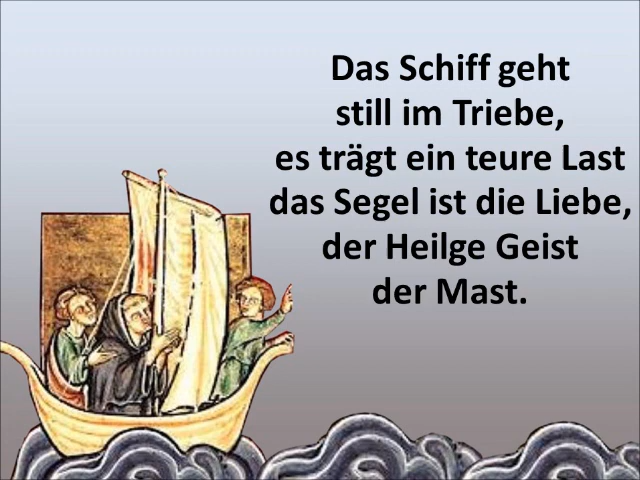 Das Schiff geht
still im Triebe,
es trägt ein teure Last
das Segel ist die Liebe,
der Heilge Geist
der Mast.